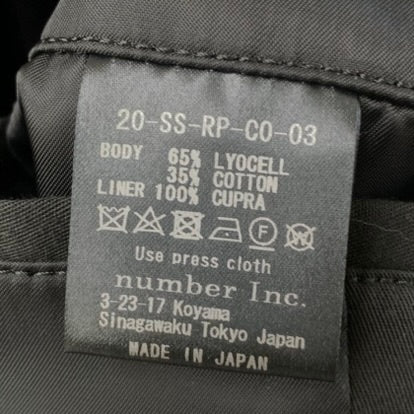 20-SS-RP-CO-03
BODY 65% LYOCELL
35% COTTON
LINER 100% CUPRA
F
Use press cloth
number Inc.
3-23-17 Koyama
Sinagawaku Tokyo Japan
MADE IN JAPAN